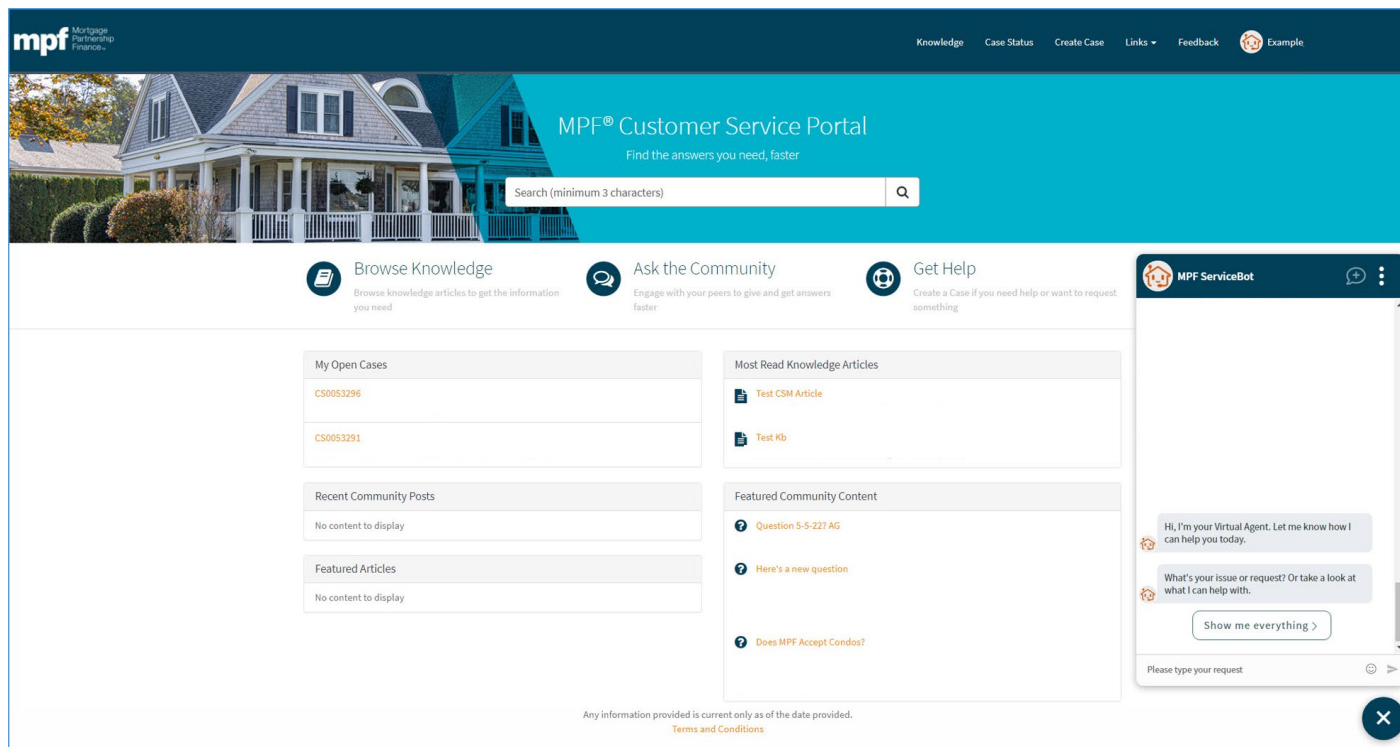 mpf Mortgage
Partnership
Finance
Knowledge Case Status Create Case Links Feedback Example
MPF® Customer Service Portal
Find the answers you need, faster
Search (minimum 3 characters)
Browse Knowledge
Browse knowledge articles to get the information
you need
Ask the Community
Engage with your peers to give and get answers
faster
Get Help
Create a Case if you need help or want to request
something
My Open Cases
CS0053296
CS0053291
Most Read Knowledge Articles
Test CSM Article
Test Kb
Recent Community Posts
No content to display
Featured Articles
No content to display
Featured Community Content
Question 5-5-22? AG
Here's a new question
Does MPF Accept Condos?
MPF ServiceBot
Hi, I'm your Virtual Agent. Let me know how I
can help you today.
What's your issue or request? Or take a look at
what I can help with.
Show me everything >
Please type your request
Any information provided is current only as of the date provided.
Terms and Conditions